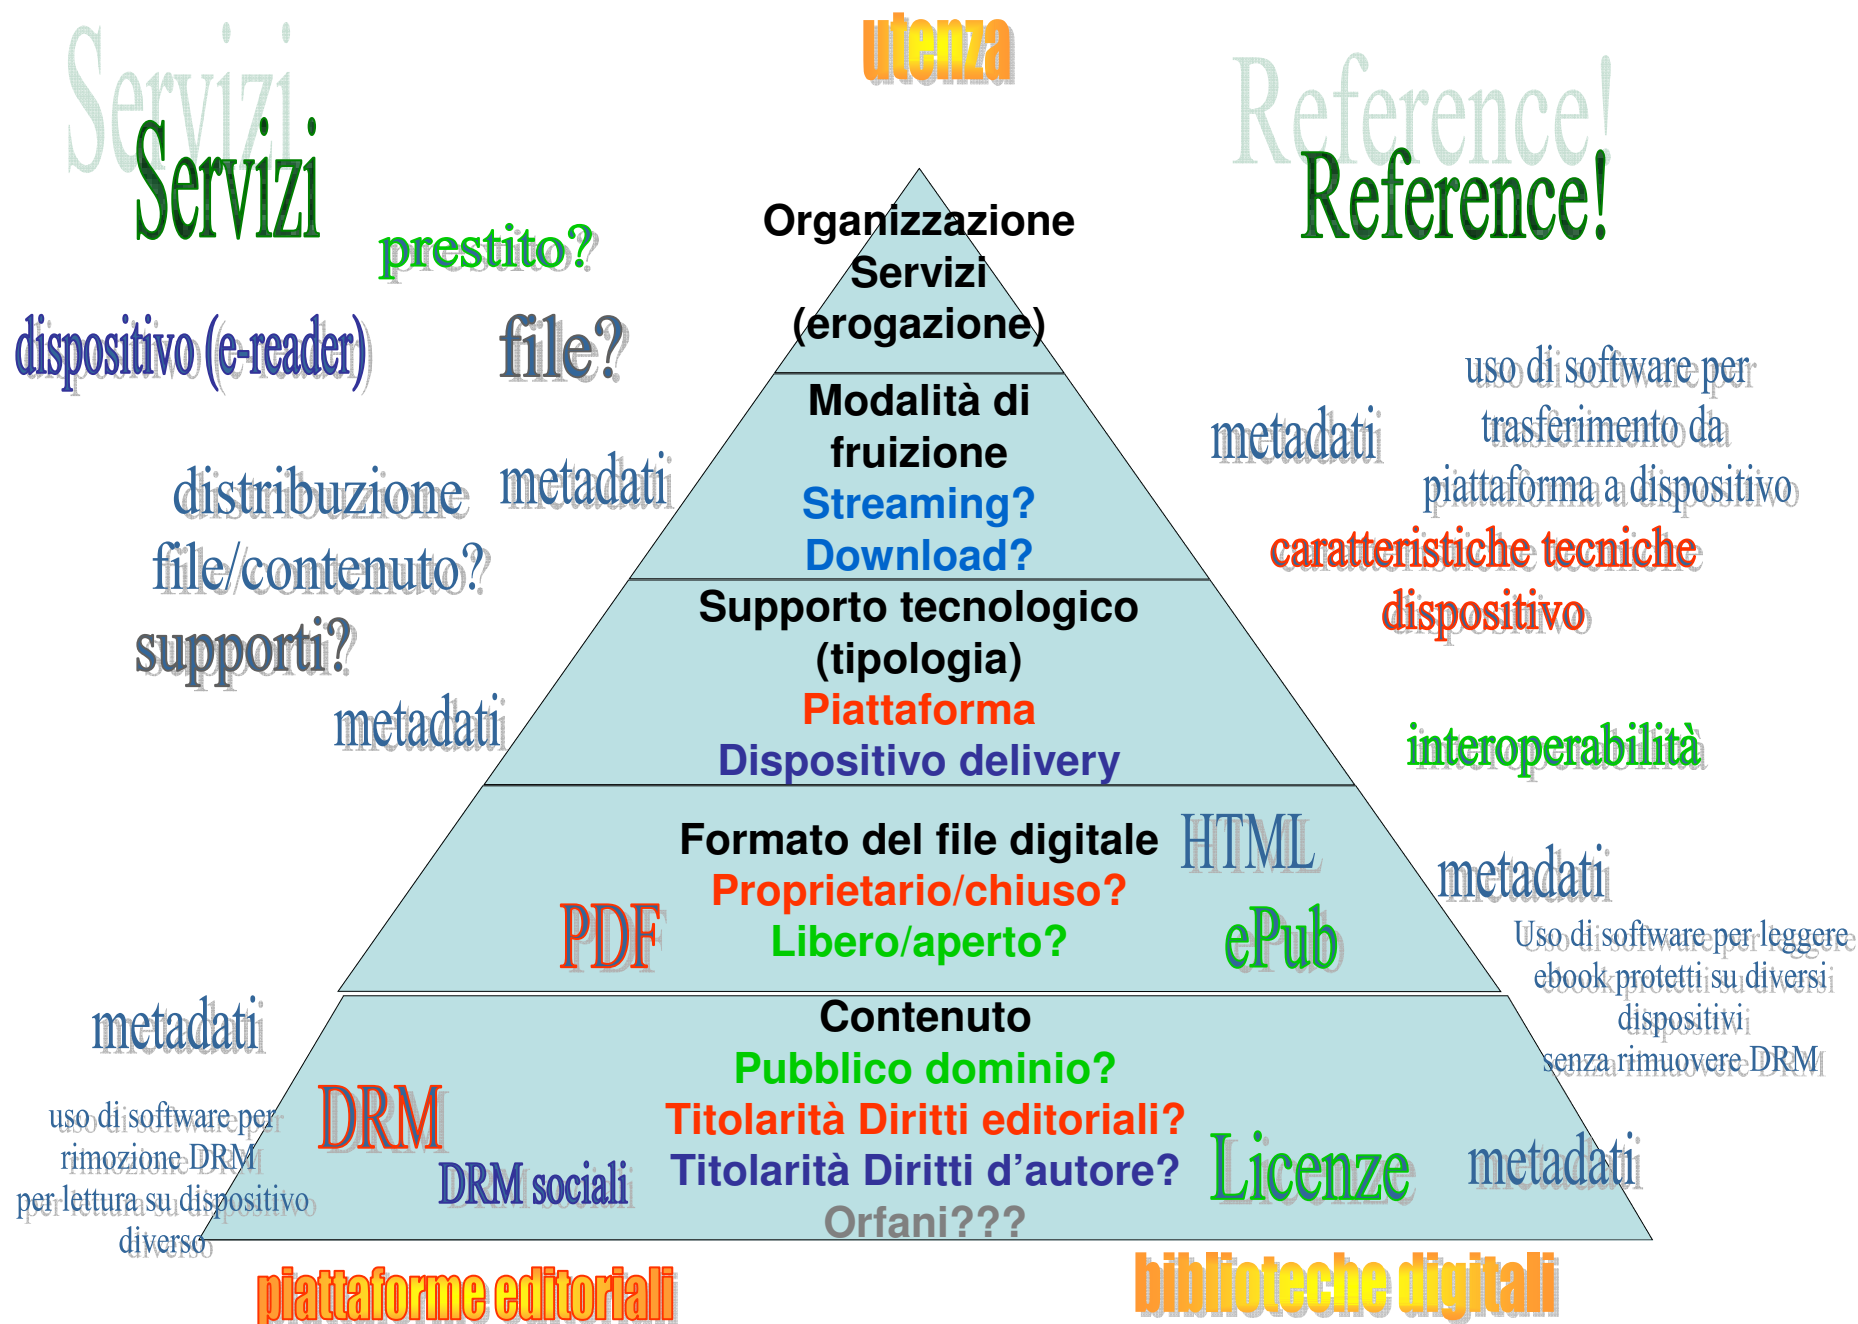 utenza
Servizi
Servizi
Reference!
Reference!
prestito?
dispositivo (e-reader)
file?
distribuzione
file/contenuto?
metadati
supporti?
metadati
metadati
uso di software per
rimozione DRM
per lettura su dispositivo
diverso
Organizzazione
Servizi
(erogazione)
Modalità di
fruizione
Streaming?
Download?
Supporto tecnologico
(tipologia)
Piattaforma
Dispositivo delivery
Formato del file digitale
Proprietario/chiuso?
Libero/aperto?
PDF
HTML
ePub
Contenuto
Pubblico dominio?
Titolarità Diritti editoriali?
Titolarità Diritti d'autore?
Orfani???
DRM
DRM sociali
Licenze
metadati
metadati
uso di software per
trasferimento da
piattaforma a dispositivo
caratteristiche tecniche
dispositivo
interoperabilità
metadati
Uso di software per leggere
ebook protetti su diversi
dispositivi
senza rimuovere DRM
piattaforme editoriali
biblioteche digitali